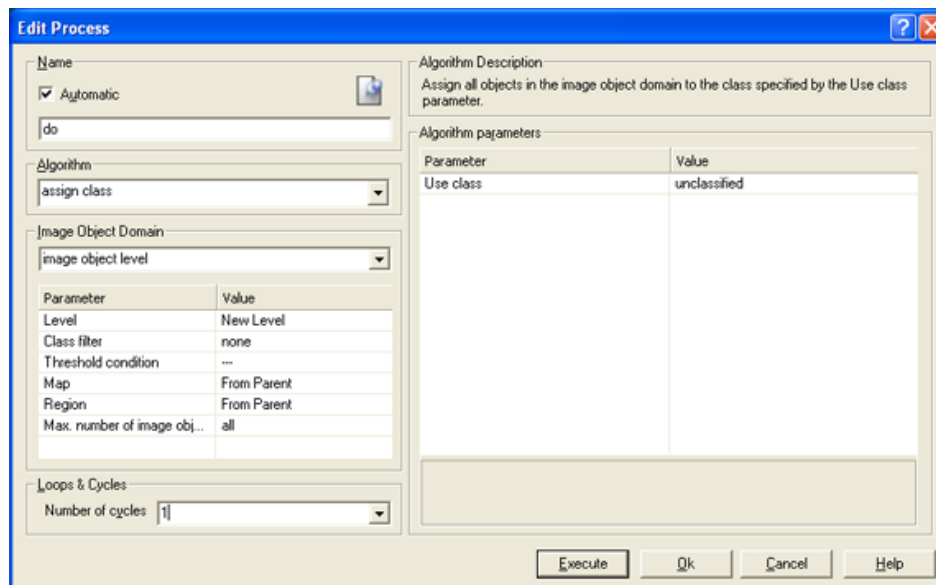 Edit Process
Name
Automatic
do
Algorithm
assign class
Image Object Domain
image object level
Parameter Value
Level New Level
Class filter none
Threshold condition ---
Map From Parent
Region From Parent
Max. number of image obj... all
Loops & Cycles
Number of cycles 1
Algorithm Description
Assign all objects in the image object domain to the class specified by the Use class
parameter.
Algorithm parameters
Parameter Value
Use class unclassified
Execute Ok Cancel Help